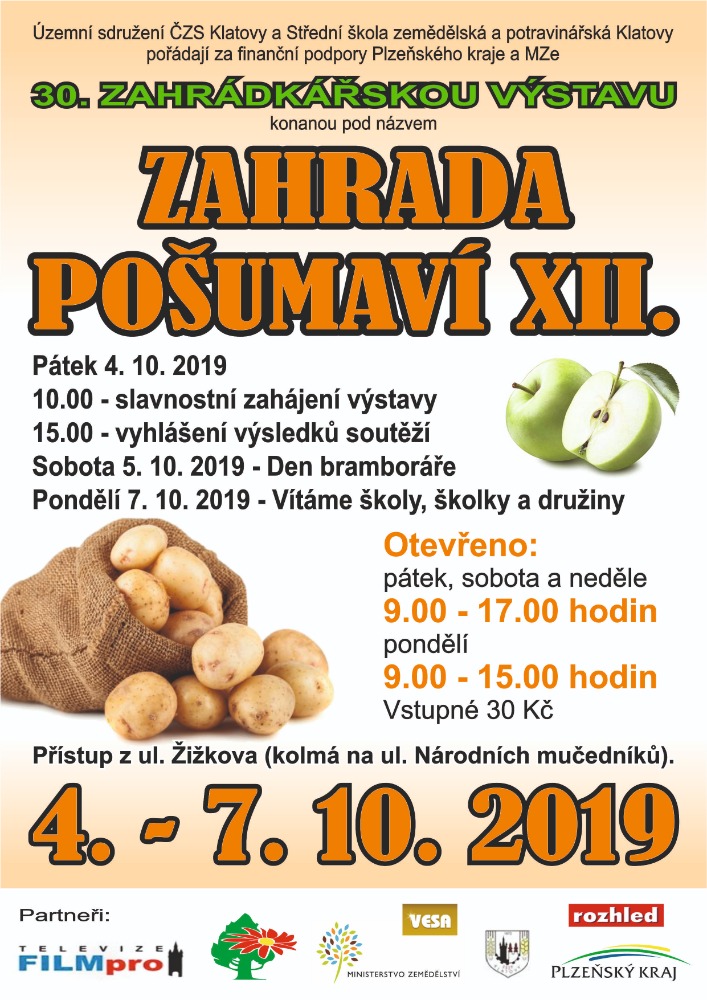 Územní sdružení ČZS Klatovy a Střední škola zemědělská a potravinářská Klatovy
pořádají za finanční podpory Plzeňského kraje a MZe
30. ZAHRÁDKÁŘSKOU VÝSTAVU
konanou pod názvem
ZAHRADA
POŠUMAVÍ XII.
Pátek 4. 10. 2019
10.00 - slavnostní zahájení výstavy
15.00 - vyhlášení výsledků soutěží
Sobota 5. 10. 2019 - Den bramboráře
Pondělí 7. 10. 2019 - Vítáme školy, školky a družiny
Otevřeno:
pátek, sobota a neděle
9.00 - 17.00 hodin
pondělí
9.00 - 15.00 hodin
Vstupné 30 Kč
Přístup z ul. Žižkova (kolmá na ul. Národních mučedníků).
4. - 7. 10. 2019
Partneři:
TELEVIZE
FILMpro
MINISTERSTVO ZEMĚDĚLSTVÍ
VESA
rozhled
PLZEŇSKÝ KRAJ